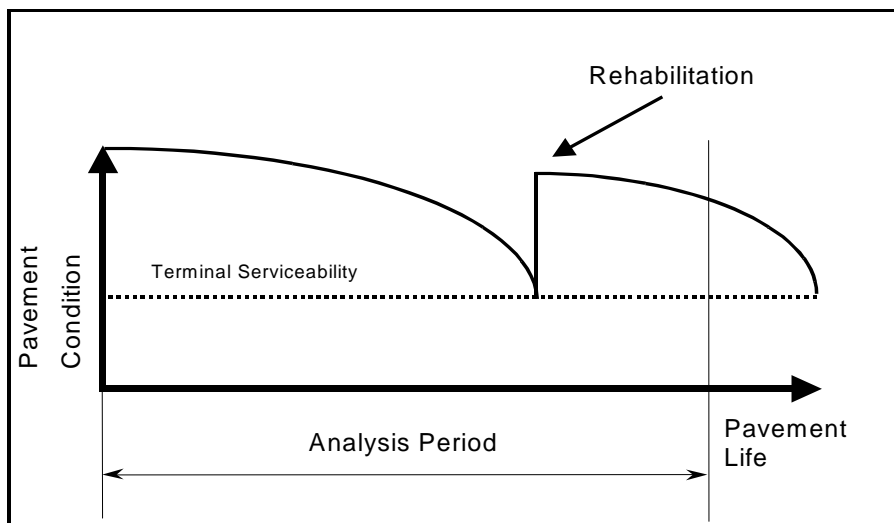 Rehabilitation
Pavement
Condition
Terminal Serviceability
Analysis Period
Pavement
Life